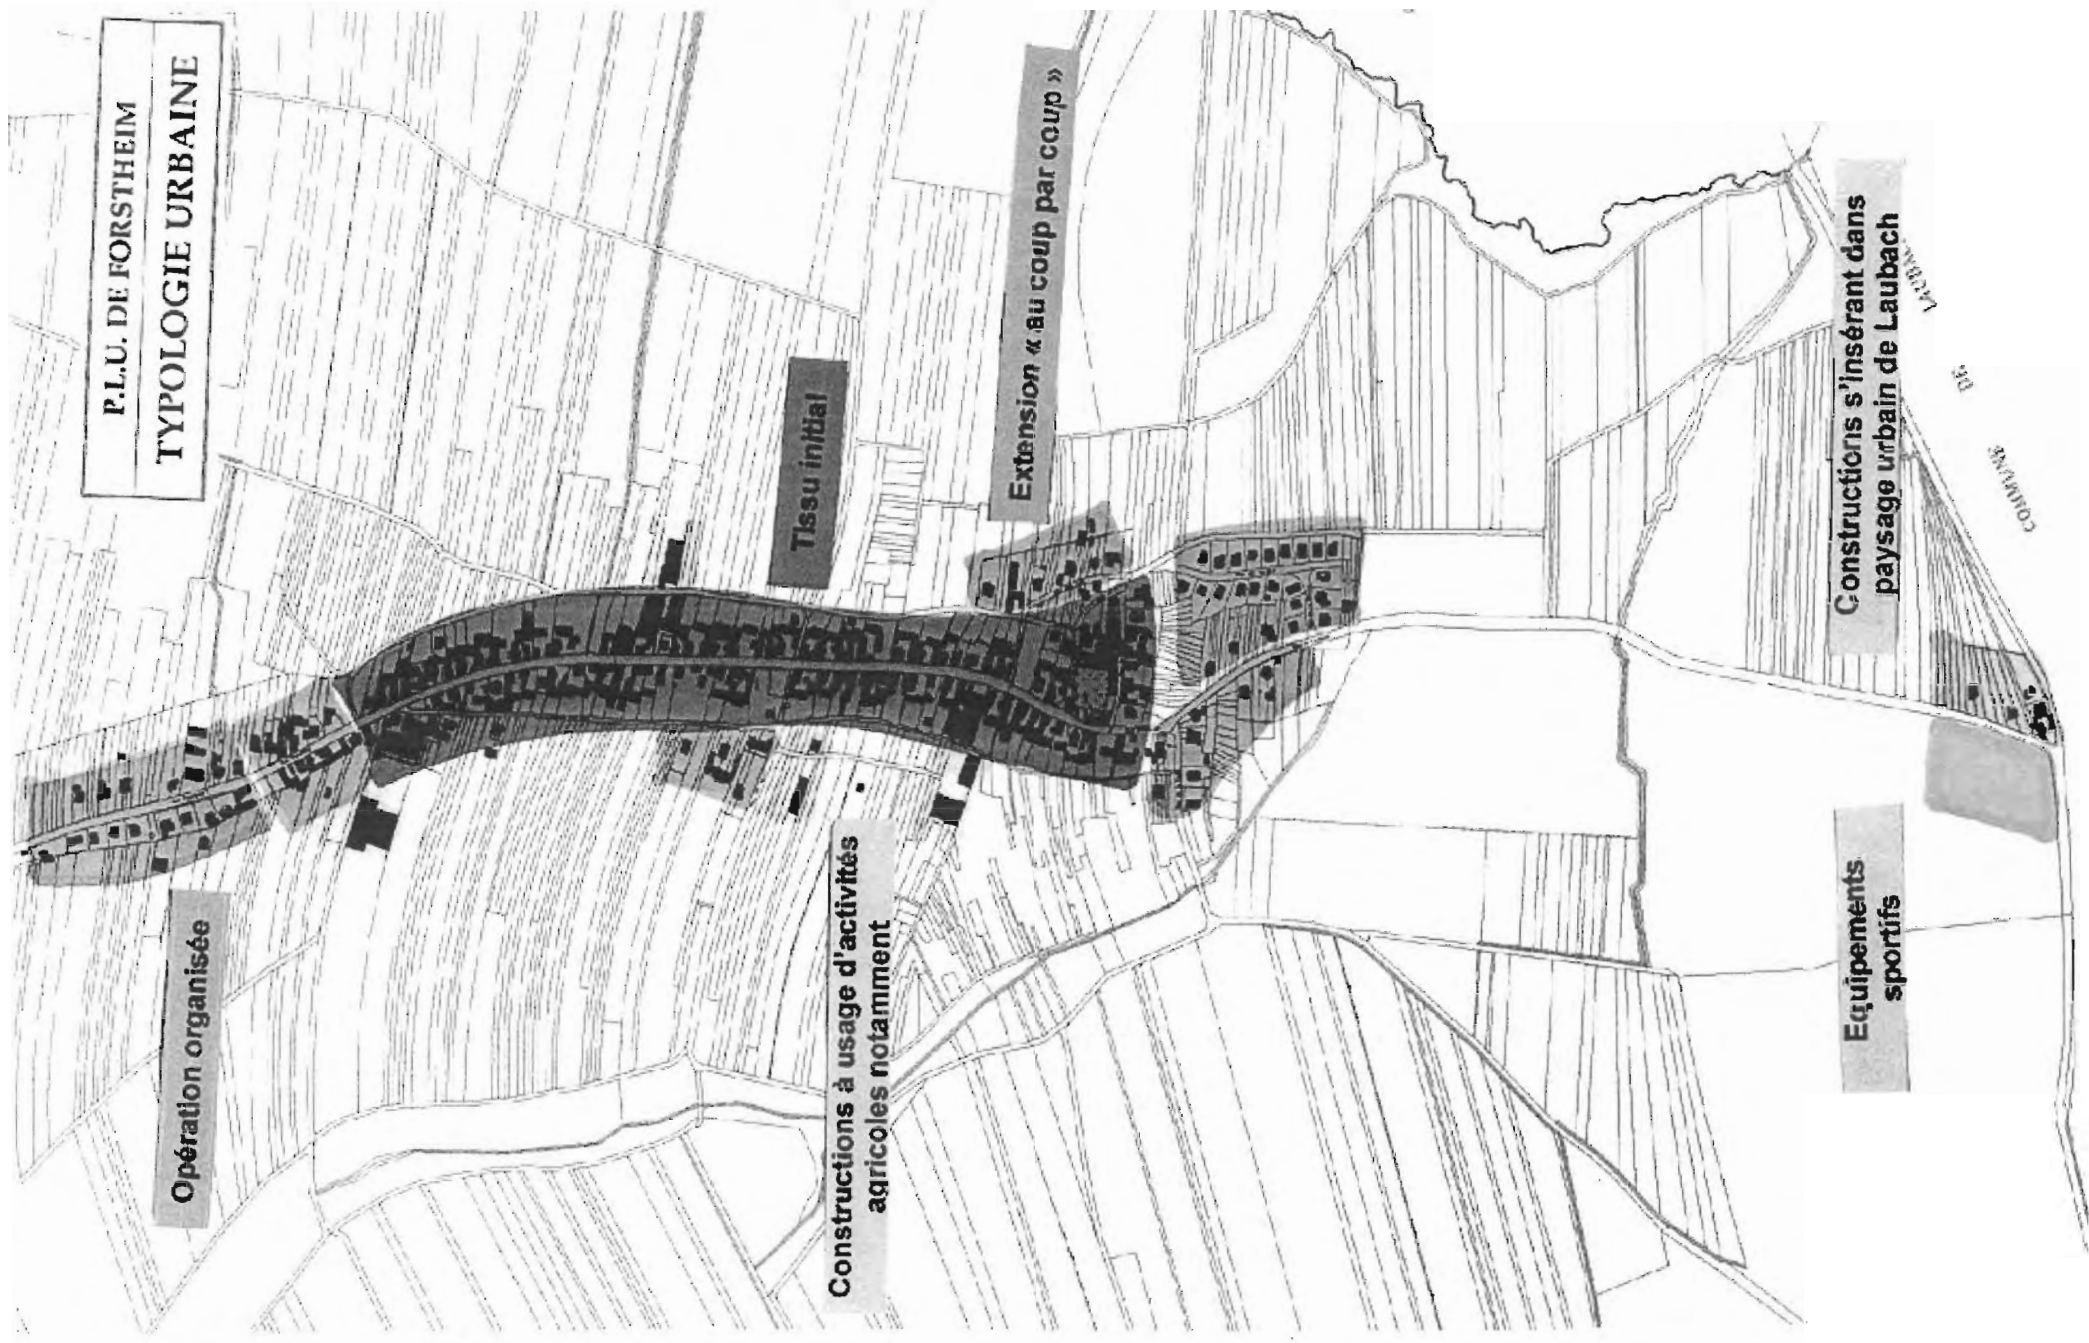 P.L.U. DE FORSTHEIM
TYPOLOGIE URBAINE
Opération organisée
Tissu initial
Constructions à usage d'activités
agricoles notamment
Extension « au coup par coup »
Constructions s'insérant dans
paysage urbain de Laubach
Equipements
sportifs
COMMUNE
DE
LAUBACH